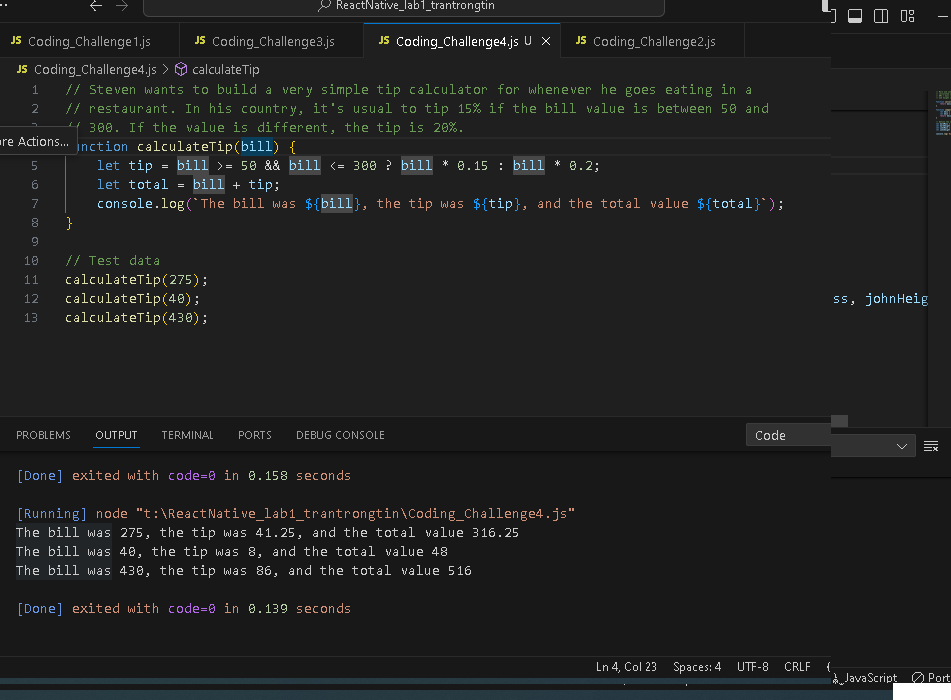 ReactNative_lab1_trantrongtin
JS Coding_Challenge1.js JS Coding_Challenge3.js JS Coding_Challenge4.js U JS Coding_Challenge2.js
JS Coding_Challenge4.js > calculateTip
1 // Steven wants to build a very simple tip calculator for whenever he goes eating in a
2 // restaurant. In his country, it's usual to tip 15% if the bill value is between 50 and
/ 300. If the value is different, the tip is 20%.
ore Actions...
unction calculateTip(bill) {
5 let tip = bill >= 50 && bill <= 300 ? bill * 0.15 : bill * 0.2;
6 let total = bill + tip;
7 console.log(`The bill was ${bill}, the tip was ${tip}, and the total value ${total}`);
8 }
9
10 // Test data
11 calculateTip(275);
12 calculateTip(40);
ss, johnHeig
13 calculateTip(430);
PROBLEMS OUTPUT TERMINAL PORTS DEBUG CONSOLE
Code
[Done] exited with code=0 in 0.158 seconds
[Running] node "t:\ReactNative_lab1_trantrongtin\Coding_Challenge4.js"
The bill was 275, the tip was 41.25, and the total value 316.25
The bill was 40, the tip was 8, and the total value 48
The bill was 430, the tip was 86, and the total value 516
[Done] exited with code=0 in 0.139 seconds
Ln 4, Col 23 Spaces: 4 UTF-8 CRLF
JavaScript Port